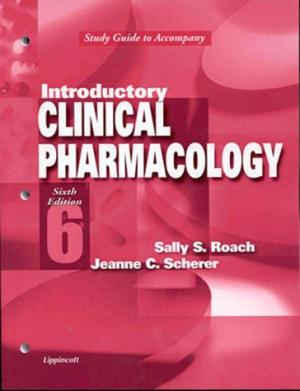 Study Guide to Accompany
Introductory
CLINICAL
PHARMACOLOGY
Sixth
Edition
6
Sally S. Roach
Jeanne C. Scherer
Lippincott